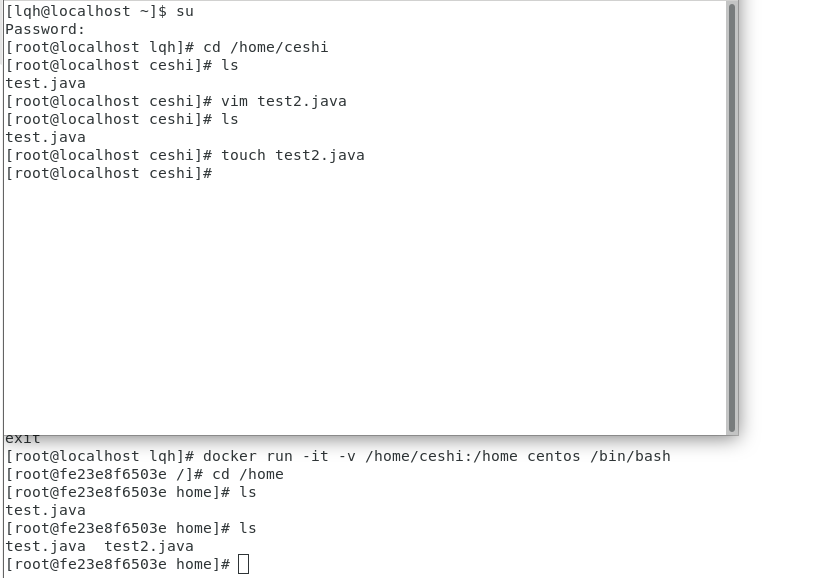 [lqh@localhost ~]$ su
Password:
[root@localhost lqh]# cd /home/ceshi
[root@localhost ceshi]# ls
test.java
[root@localhost ceshi]# vim test2.java
[root@localhost ceshi]# ls
test.java
[root@localhost ceshi]# touch test2.java
[root@localhost ceshi]#
exit
[root@localhost lqh]# docker run -it -v /home/ceshi:/home centos /bin/bash
[root@fe23e8f6503e /]# cd /home
[root@fe23e8f6503e home]# ls
test.java
[root@fe23e8f6503e home]# ls
test.java  test2.java
[root@fe23e8f6503e home]#